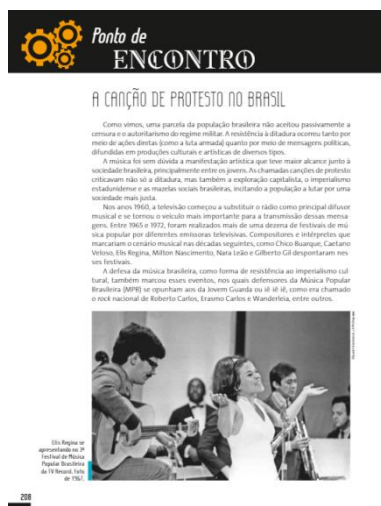 Ponto de
ENCONTRO
A CANÇÃO DE PROTESTO NO BRASIL
Como vimos, uma parcela da população brasileira não aceitou passivamente a
censura e o autoritarismo do regime militar. A resistência à ditadura ocorreu tanto por
meio de ações diretas (como a luta armada) quanto por meio de mensagens políticas,
difundidas em produções culturais e artísticas de diversos tipos.
A música foi sem dúvida a manifestação artística que teve maior alcance junto à
sociedade brasileira, principalmente entre os jovens. As chamadas canções de protesto
criticavam não só a ditadura, mas também a exploração capitalista, o imperialismo
estadunidense e as mazelas sociais brasileiras, incitando a população a lutar por uma
sociedade mais justa.
Nos anos 1960, a televisão começou a substituir o rádio como principal difusor
musical e se tornou o veículo mais importante para a transmissão dessas mensa-
gens. Entre 1965 e 1972, foram realizados mais de uma dezena de festivais de mú-
sica popular por diferentes emissoras televisivas. Compositores e intérpretes que
marcariam o cenário musical nas décadas seguintes, como Chico Buarque, Caetano
Veloso, Elis Regina, Milton Nascimento, Nara Leão e Gilberto Gil despontaram nes-
ses festivais.
A defesa da música brasileira, como forma de resistência ao imperialismo cul-
tural, também marcou esses eventos, nos quais defensores da Música Popular
Brasileira (MPB) se opunham aos da Jovem Guarda ou iê iê iê, como era chamado
o rock nacional de Roberto Carlos, Erasmo Carlos e Wanderleia, entre outros.
Elis Regina se
apresentando no 3º
Festival de Música
Popular Brasileira
da TV Record. Foto
de 1967.
208